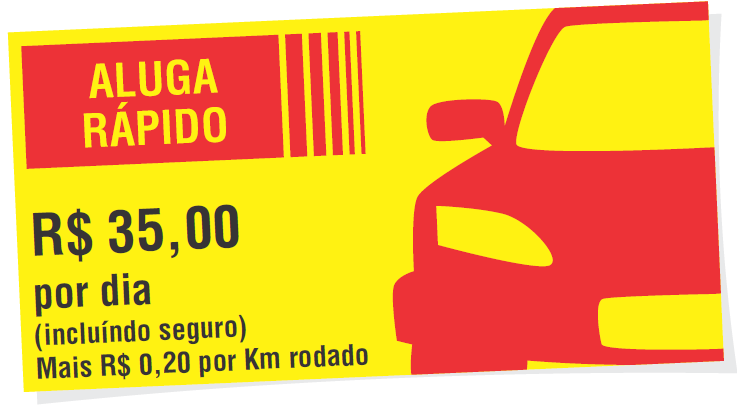 ALUGA
RÁPIDO
R$ 35,00
por dia
(incluíndo seguro)
Mais R$ 0,20 por Km rodado